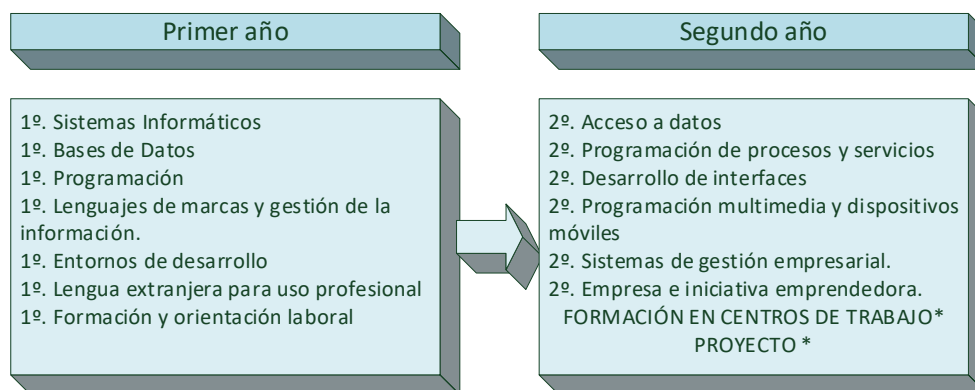 Primer año
1º. Sistemas Informáticos
1º. Bases de Datos
1º. Programación
1º. Lenguajes de marcas y gestión de la
información.
1º. Entornos de desarrollo
1º. Lengua extranjera para uso profesional
1º. Formación y orientación laboral
Segundo año
2º. Acceso a datos
2º. Programación de procesos y servicios
2º. Desarrollo de interfaces
2º. Programación multimedia y dispositivos
móviles
2º. Sistemas de gestión empresarial.
2º. Empresa e iniciativa emprendedora.
FORMACIÓN EN CENTROS DE TRABAJO*
PROYECTO *